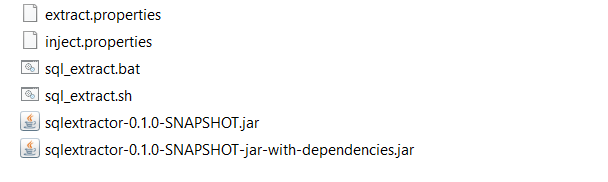 extract.properties
inject.properties
sql_extract.bat
sql_extract.sh
sqlextractor-0.1.0-SNAPSHOT.jar
sqlextractor-0.1.0-SNAPSHOT-jar-with-dependencies.jar